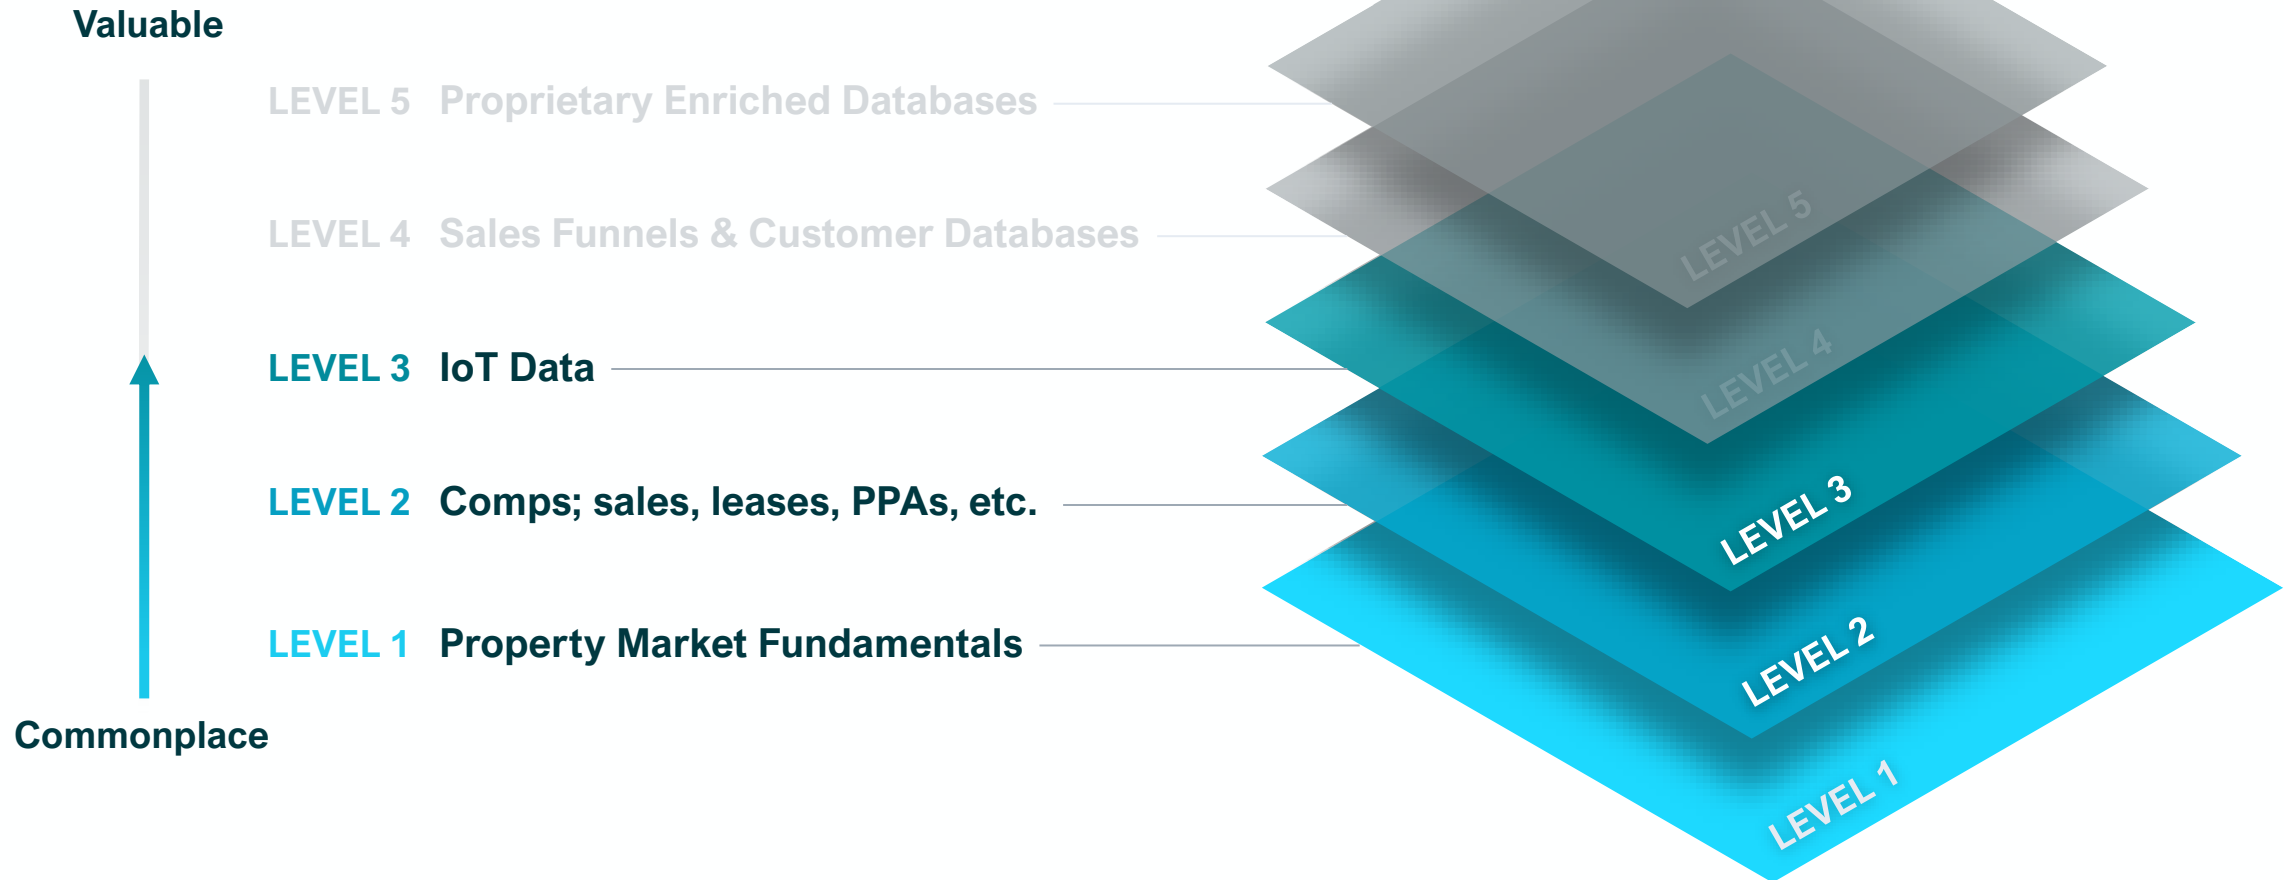 Valuable
LEVEL 5 Proprietary Enriched Databases
LEVEL 4 Sales Funnels & Customer Databases
LEVEL 3 IoT Data
LEVEL 2 Comps; sales, leases, PPAs, etc.
LEVEL 1 Property Market Fundamentals
Commonplace
LEVEL 5
LEVEL 4
LEVEL 3
LEVEL 2
LEVEL 1